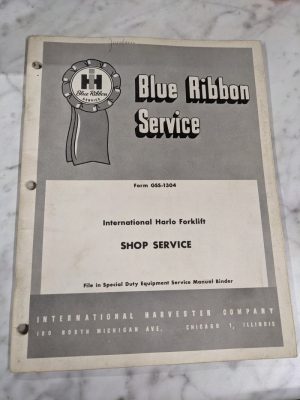 IH
Blue Ribbon
SERVICE
Blue Ribbon
Service
Form GSS-1304
International Harlo Forklift
SHOP SERVICE
File in Special Duty Equipment Service Manual Binder
INTERNATIONAL HARVESTER COMPANY
180 NORTH MICHIGAN AVE. CHICAGO 1, ILLINOIS